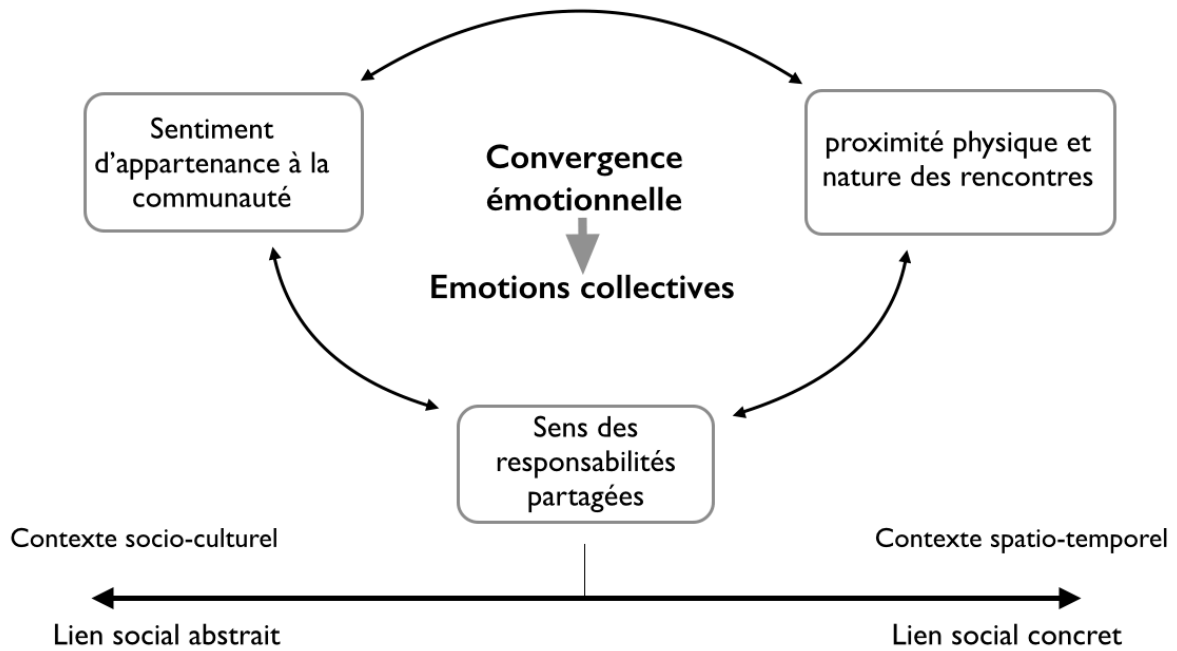 Sentiment
d'appartenance à la
communauté
proximité physique et
nature des rencontres
Convergence
émotionnelle
Emotions collectives
Sens des
responsabilités
partagées
Contexte socio-culturel
Contexte spatio-temporel
Lien social abstrait
Lien social concret